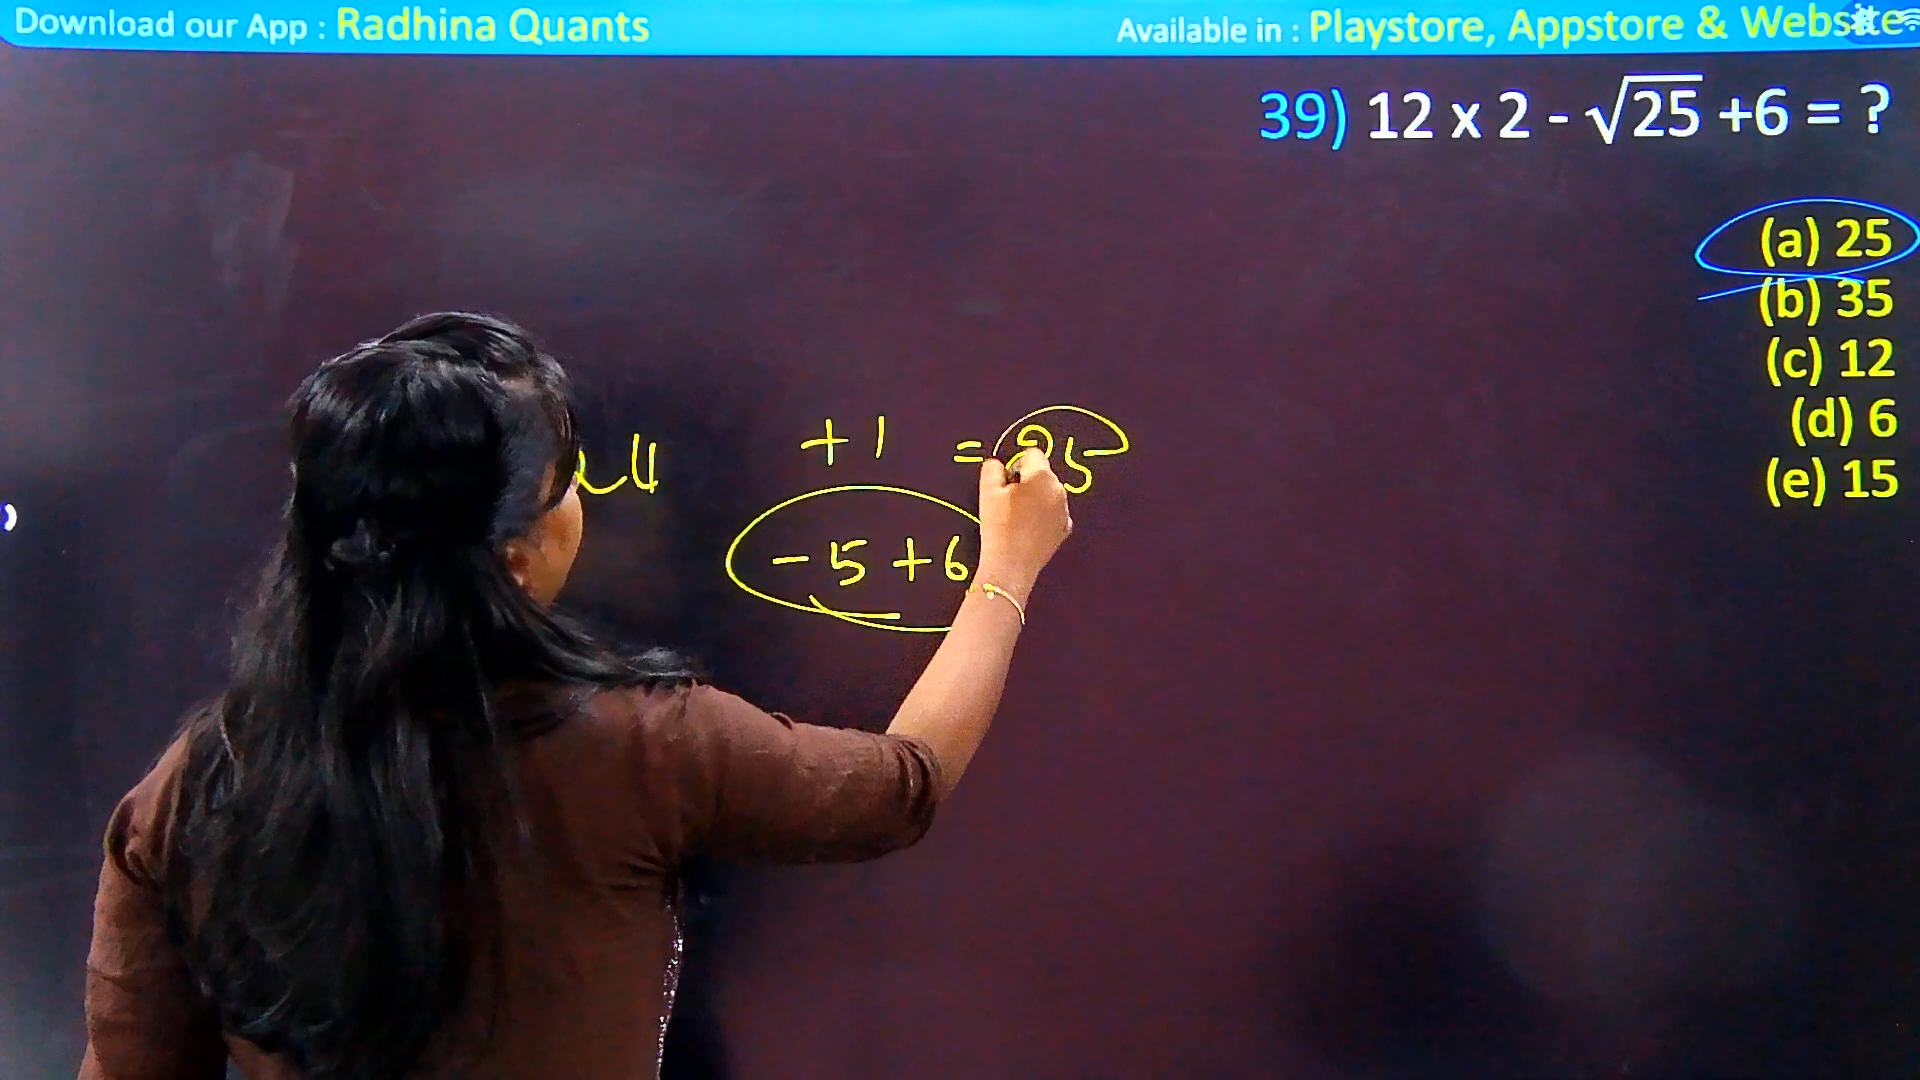 Download our App : Radhina Quants
Available in : Playstore, Appstore & Website
39) 12 x 2 - √25 +6 = ?
(a) 25
(b) 35
(c) 12
(d) 6
(e) 15
24 +1 = 25
-5 +6